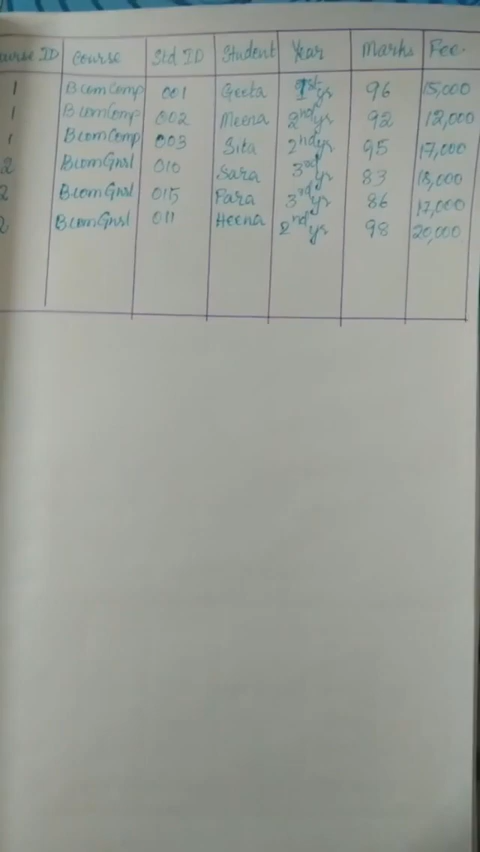 ourse ID Course Std ID Student Year Marks Fee.
1 BcomComp 001 Geeta 1st yr 96 15,000
1 BcomComp 002 Meena 2nd yr 92 12,000
1 BcomComp 003 Sita 2nd yr 95 17,000
2 BcomGnrl 010 Sara 3rd yr 83 18,000
2 BcomGnrl 015 Para 3rd yr 86 12,000
2 BcomGnrl 011 Heena 2nd yr 98 20,000